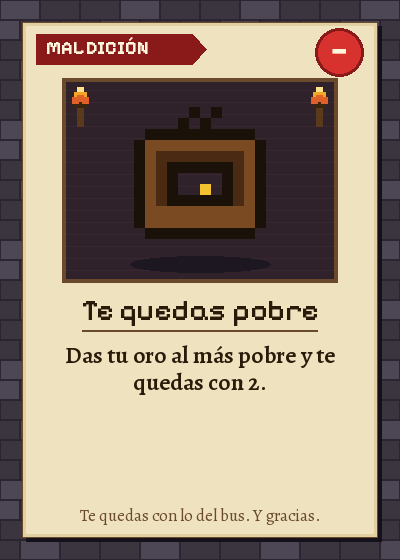 MALDICIÓN
Te quedas pobre
Das tu oro al más pobre y te
quedas con 2.
Te quedas con lo del bus. Y gracias.